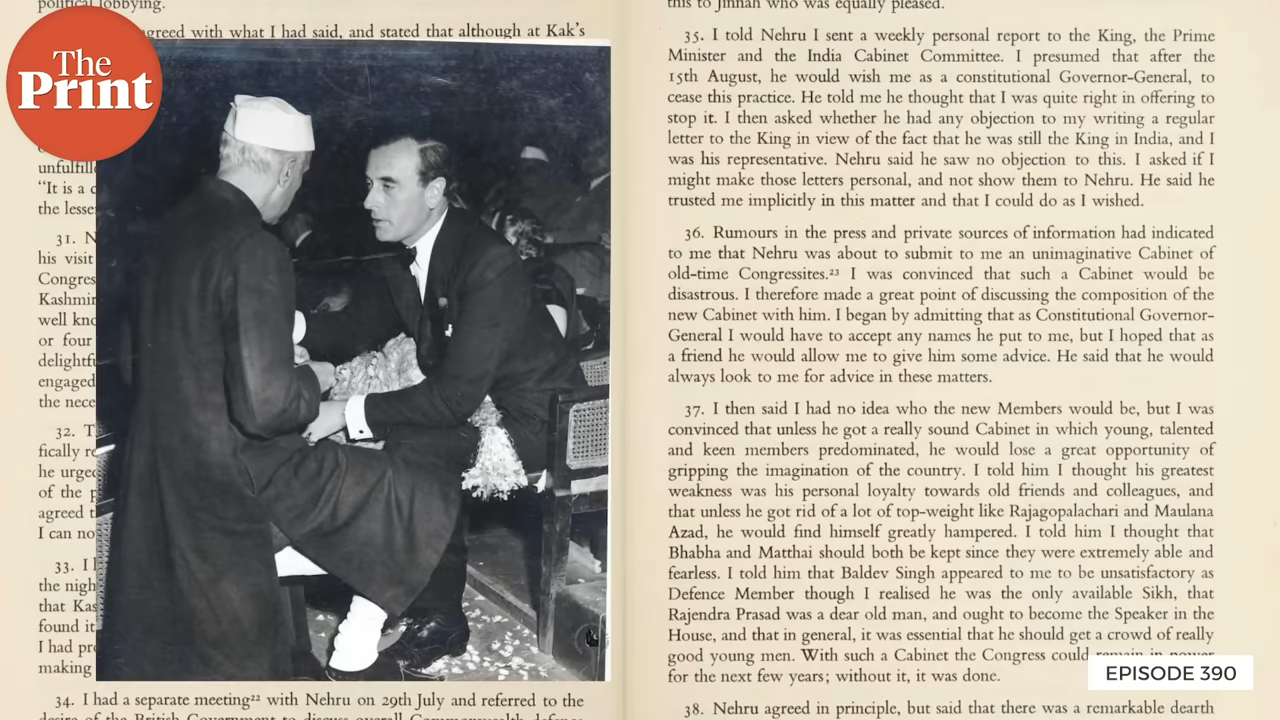 The
Print
political lobbying.
agreed with what I had said, and stated that although at Kak's
unfulfille
“It is a c
the lesse
31. N
his visit
Congres
Kashmir
well kno
or four
delightfu
engaged
the nece
32. T
fically re
he urged
of the p
agreed t
I can no
33. I
the nigh
that Kas
found it
I had pr
making
34. I had a separate meeting²² with Nehru on 29th July and referred to the
desire of the British Government to discuss overall Commonwealth defence
this to Jinnah who was equally pleased.
35. I told Nehru I sent a weekly personal report to the King, the Prime
Minister and the India Cabinet Committee. I presumed that after the
15th August, he would wish me as a constitutional Governor-General, to
cease this practice. He told me he thought that I was quite right in offering to
stop it. I then asked whether he had any objection to my writing a regular
letter to the King in view of the fact that he was still the King in India, and I
was his representative. Nehru said he saw no objection to this. I asked if I
might make those letters personal, and not show them to Nehru. He said he
trusted me implicitly in this matter and that I could do as I wished.
36. Rumours in the press and private sources of information had indicated
to me that Nehru was about to submit to me an unimaginative Cabinet of
old-time Congressites.²³ I was convinced that such a Cabinet would be
disastrous. I therefore made a great point of discussing the composition of the
new Cabinet with him. I began by admitting that as Constitutional Governor-
General I would have to accept any names he put to me, but I hoped that as
a friend he would allow me to give him some advice. He said that he would
always look to me for advice in these matters.
37. I then said I had no idea who the new Members would be, but I was
convinced that unless he got a really sound Cabinet in which young, talented
and keen members predominated, he would lose a great opportunity of
gripping the imagination of the country. I told him I thought his greatest
weakness was his personal loyalty towards old friends and colleagues, and
that unless he got rid of a lot of top-weight like Rajagopalachari and Maulana
Azad, he would find himself greatly hampered. I told him I thought that
Bhabha and Matthai should both be kept since they were extremely able and
fearless. I told him that Baldev Singh appeared to me to be unsatisfactory as
Defence Member though I realised he was the only available Sikh, that
Rajendra Prasad was a dear old man, and ought to become the Speaker in the
House, and that in general, it was essential that he should get a crowd of really
good young men. With such a Cabinet the Congress could remain in power
for the next few years; without it, it was done.
38. Nehru agreed in principle, but said that there was a remarkable dearth
EPISODE 390